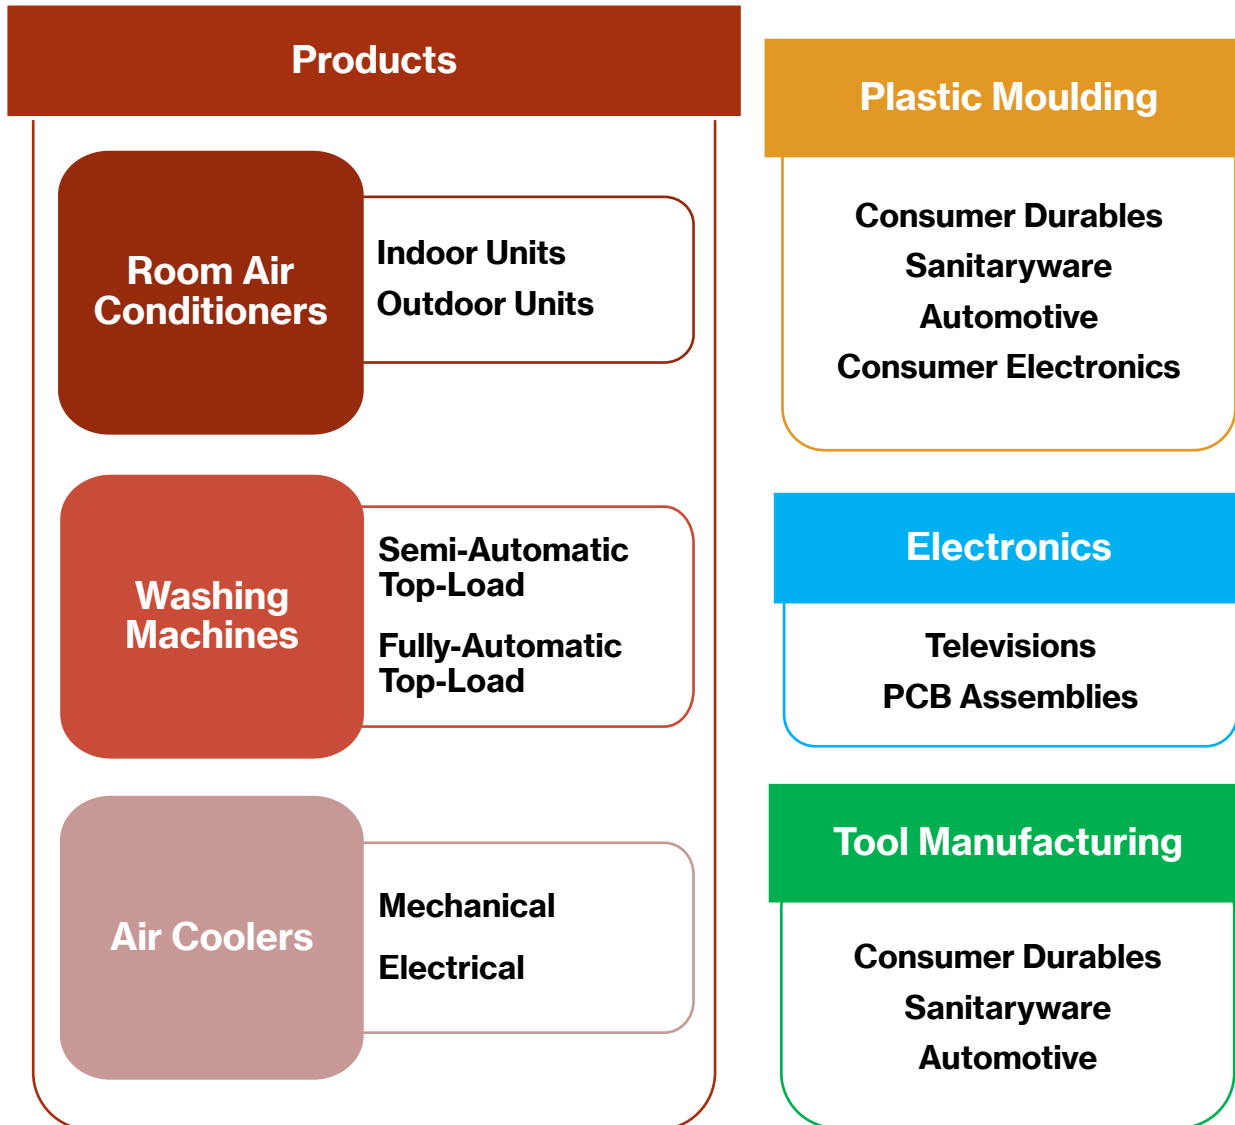 Products
Room Air
Conditioners
Indoor Units
Outdoor Units
Washing
Machines
Semi-Automatic
Top-Load
Fully-Automatic
Top-Load
Air Coolers
Mechanical
Electrical
Plastic Moulding
Consumer Durables
Sanitaryware
Automotive
Consumer Electronics
Electronics
Televisions
PCB Assemblies
Tool Manufacturing
Consumer Durables
Sanitaryware
Automotive